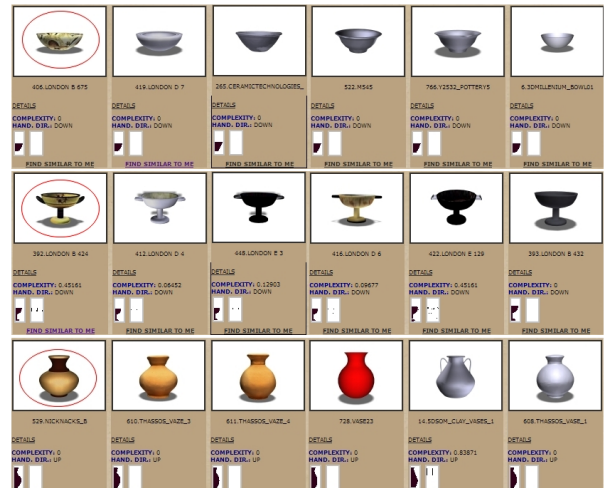 406.LONDON B 675
419.LONDON D 7
265.CERAMICTECHNOLOGIES_
522.M545
766.Y2532_POTTERY5
6.3DMILLENIUM_BOWL01
DETAILS
DETAILS
DETAILS
DETAILS
DETAILS
DETAILS
COMPLEXITY: 0
COMPLEXITY: 0
COMPLEXITY: 0
COMPLEXITY: 0
COMPLEXITY: 0
COMPLEXITY: 0
HAND. DIR.: DOWN
HAND. DIR.: DOWN
HAND. DIR.: DOWN
HAND. DIR.: DOWN
HAND. DIR.: DOWN
HAND. DIR.: DOWN
FIND SIMILAR TO ME
FIND SIMILAR TO ME
FIND SIMILAR TO ME
FIND SIMILAR TO ME
FIND SIMILAR TO ME
FIND SIMILAR TO ME
392.LONDON B 424
412.LONDON D 4
448.LONDON E 3
416.LONDON D 6
422.LONDON E 129
393.LONDON B 432
DETAILS
DETAILS
DETAILS
DETAILS
DETAILS
DETAILS
COMPLEXITY: 0.45161
COMPLEXITY: 0.06452
COMPLEXITY: 0.12903
COMPLEXITY: 0.09677
COMPLEXITY: 0.45161
COMPLEXITY: 0
HAND. DIR.: DOWN
HAND. DIR.: DOWN
HAND. DIR.: DOWN
HAND. DIR.: DOWN
HAND. DIR.: DOWN
HAND. DIR.: DOWN
FIND SIMILAR TO ME
FIND SIMILAR TO ME
FIND SIMILAR TO ME
FIND SIMILAR TO ME
FIND SIMILAR TO ME
FIND SIMILAR TO ME
529.NICKNACKS_B
610.THASSOS_VAZE_3
611.THASSOS_VAZE_4
728.VASE23
14.5DSOM_CLAY_VASES_1
608.THASSOS_VASE_1
DETAILS
DETAILS
DETAILS
DETAILS
DETAILS
DETAILS
COMPLEXITY: 0
COMPLEXITY: 0
COMPLEXITY: 0
COMPLEXITY: 0
COMPLEXITY: 0.83871
COMPLEXITY: 0
HAND. DIR.: UP
HAND. DIR.: UP
HAND. DIR.: UP
HAND. DIR.: UP
HAND. DIR.: UP
HAND. DIR.: UP